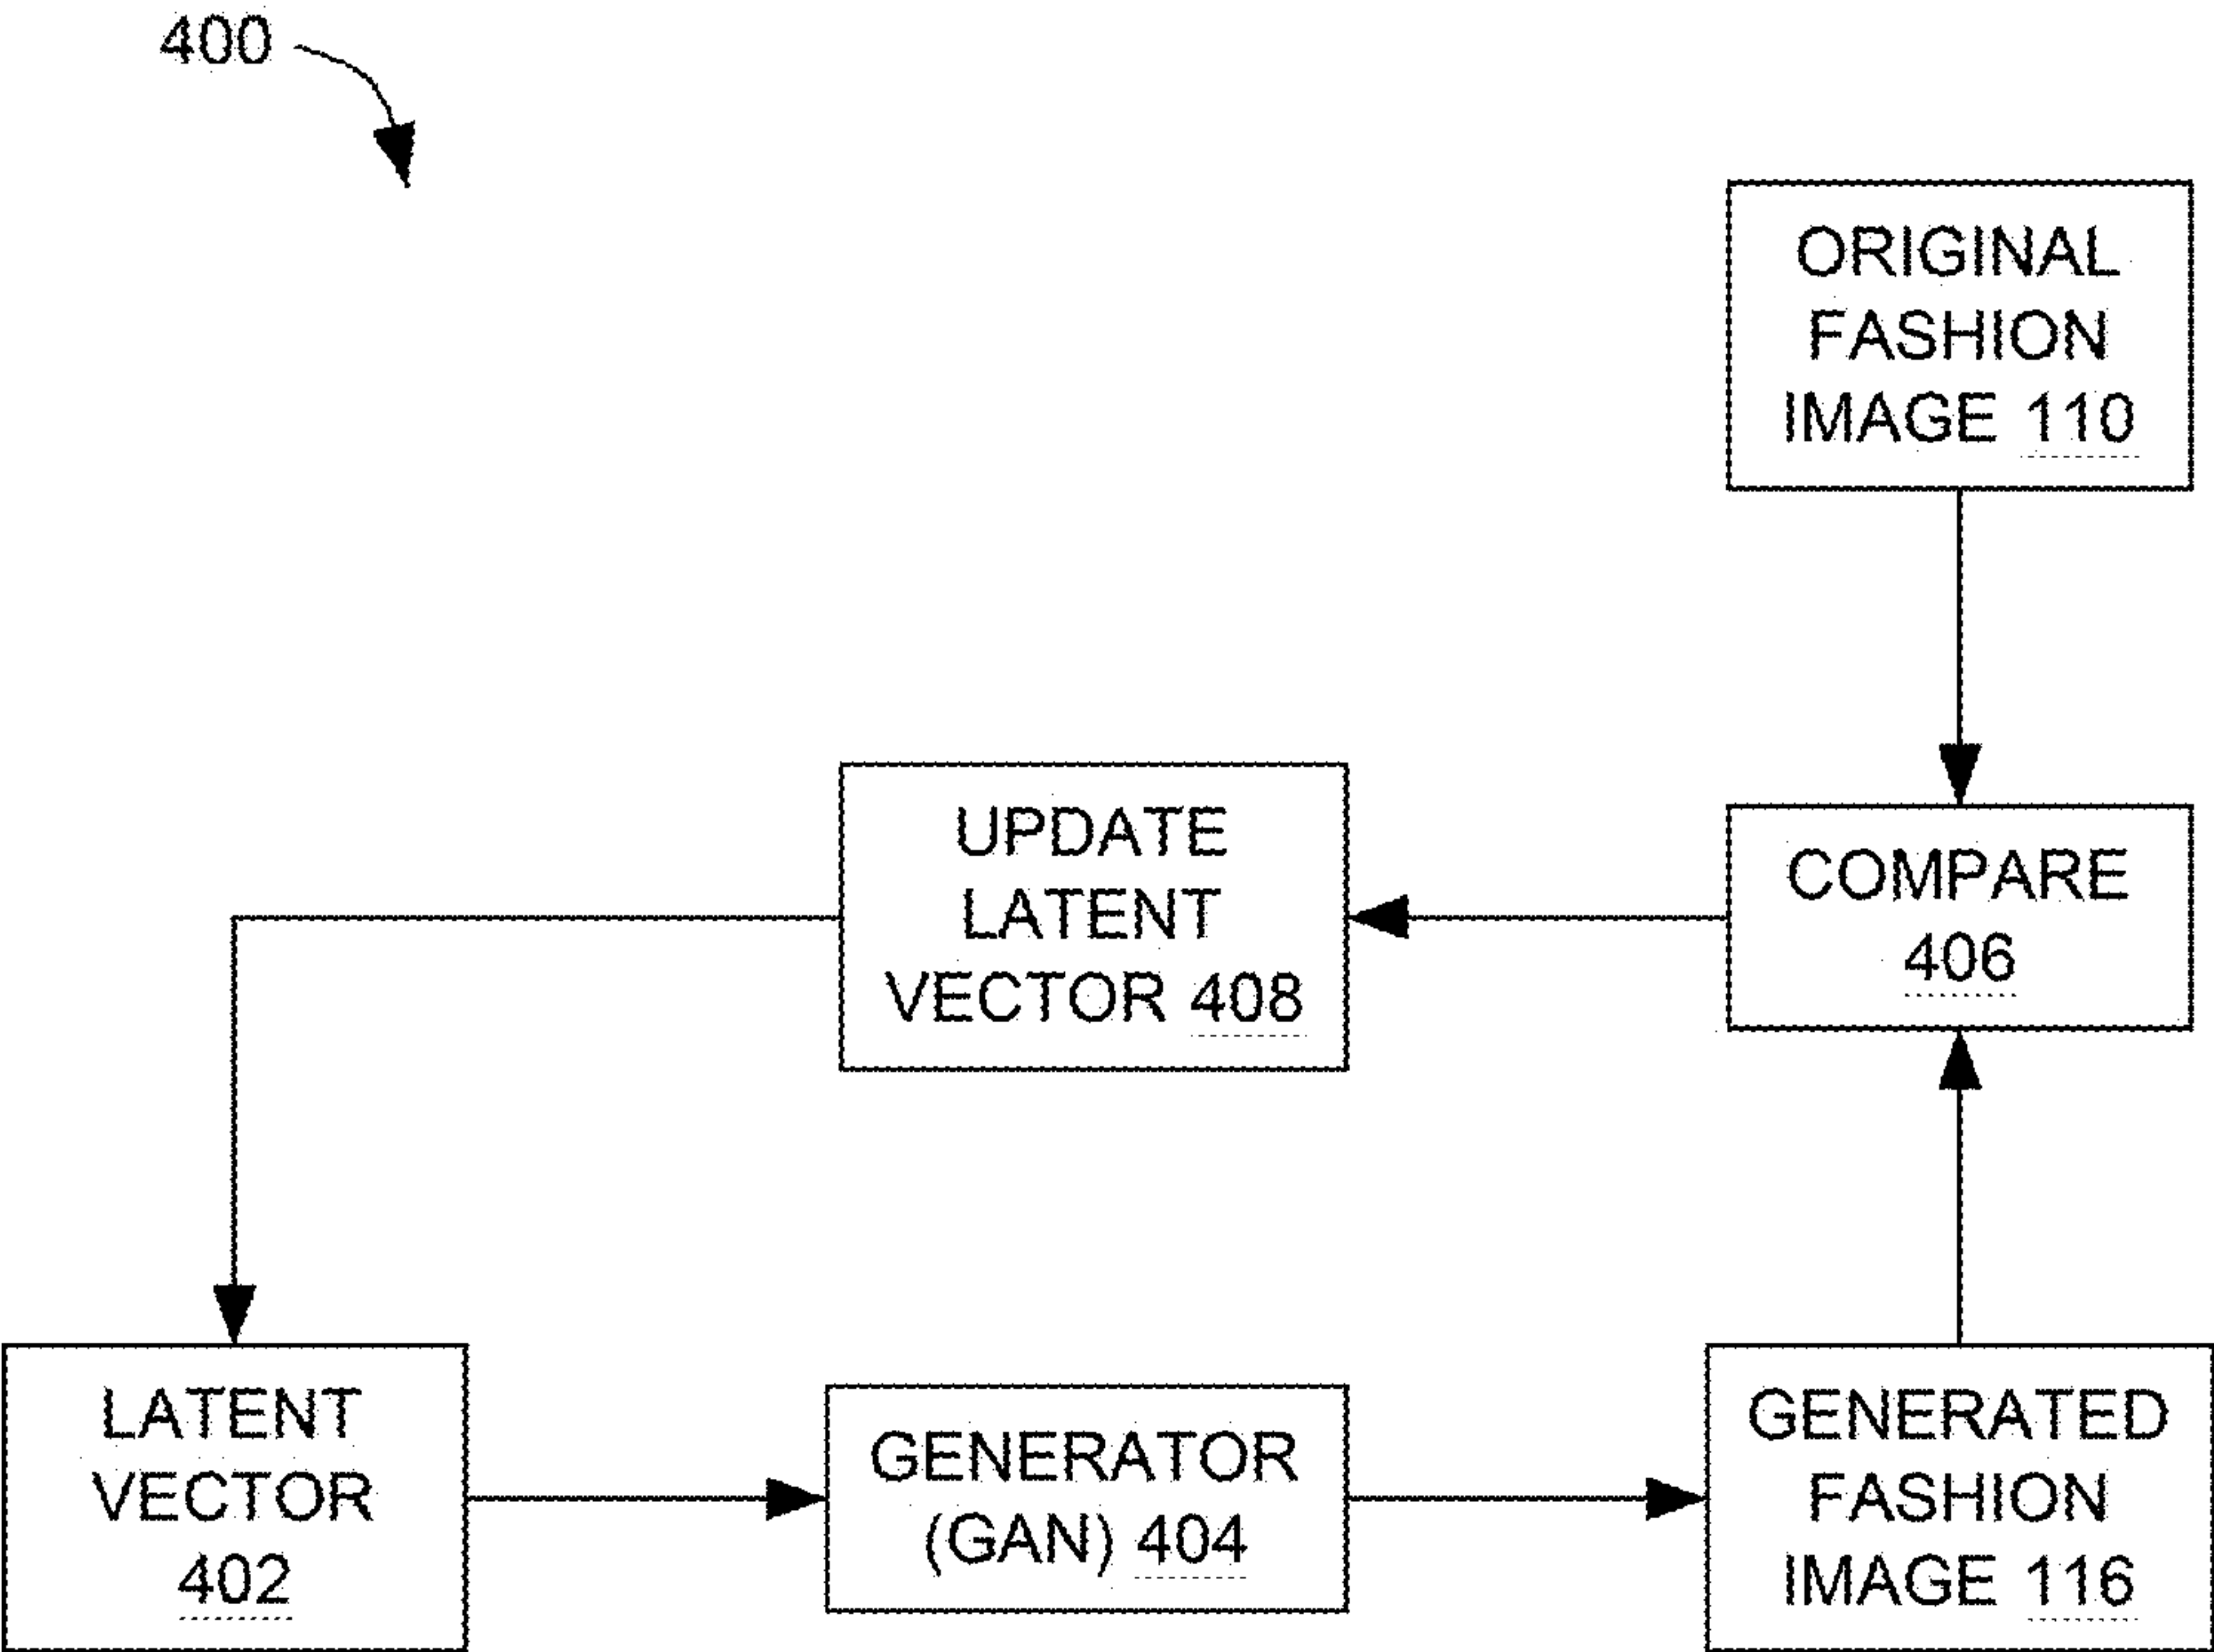 400
ORIGINAL
FASHION
IMAGE 110
UPDATE
LATENT
VECTOR 408
COMPARE
406
LATENT
VECTOR
402
GENERATOR
(GAN) 404
GENERATED
FASHION
IMAGE 116